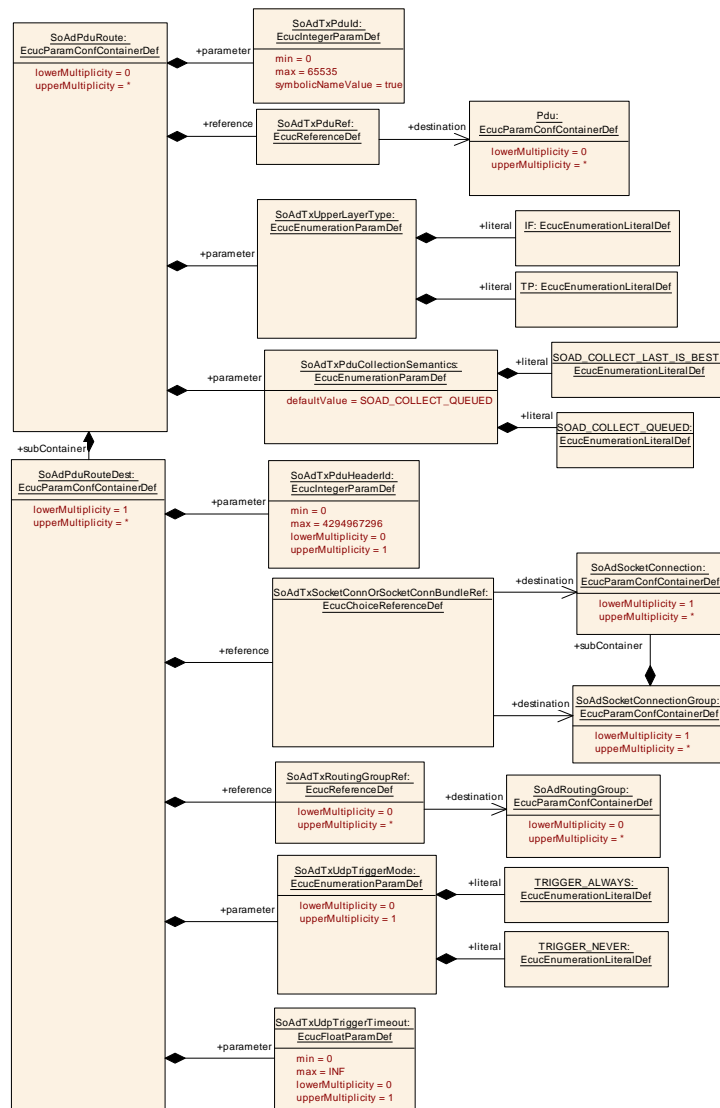 SoAdPduRoute:
EcucParamConfContainerDef
lowerMultiplicity = 0
upperMultiplicity = *
+parameter
SoAdTxPduId:
EcucIntegerParamDef
min = 0
max = 65535
symbolicNameValue = true
+reference
SoAdTxPduRef:
EcucReferenceDef
+destination
Pdu:
EcucParamConfContainerDef
lowerMultiplicity = 0
upperMultiplicity = *
+parameter
SoAdTxUpperLayerType:
EcucEnumerationParamDef
+literal
IF: EcucEnumerationLiteralDef
+literal
TP: EcucEnumerationLiteralDef
+parameter
SoAdTxPduCollectionSemantics:
EcucEnumerationParamDef
defaultValue = SOAD_COLLECT_QUEUED
+literal
SOAD_COLLECT_LAST_IS_BEST:
EcucEnumerationLiteralDef
+literal
SOAD_COLLECT_QUEUED:
EcucEnumerationLiteralDef
+subContainer
SoAdPduRouteDest:
EcucParamConfContainerDef
lowerMultiplicity = 1
upperMultiplicity = *
+parameter
SoAdTxPduHeaderId:
EcucIntegerParamDef
min = 0
max = 4294967296
lowerMultiplicity = 0
upperMultiplicity = 1
+reference
SoAdTxSocketConnOrSocketConnBundleRef:
EcucChoiceReferenceDef
+destination
SoAdSocketConnection:
EcucParamConfContainerDef
lowerMultiplicity = 1
upperMultiplicity = *
+subContainer
+destination
SoAdSocketConnectionGroup:
EcucParamConfContainerDef
lowerMultiplicity = 1
upperMultiplicity = *
+reference
SoAdTxRoutingGroupRef:
EcucReferenceDef
lowerMultiplicity = 0
upperMultiplicity = *
+destination
SoAdRoutingGroup:
EcucParamConfContainerDef
lowerMultiplicity = 0
upperMultiplicity = *
+parameter
SoAdTxUdpTriggerMode:
EcucEnumerationParamDef
lowerMultiplicity = 0
upperMultiplicity = 1
+literal
TRIGGER_ALWAYS:
EcucEnumerationLiteralDef
+literal
TRIGGER_NEVER:
EcucEnumerationLiteralDef
+parameter
SoAdTxUdpTriggerTimeout:
EcucFloatParamDef
min = 0
max = INF
lowerMultiplicity = 0
upperMultiplicity = 1